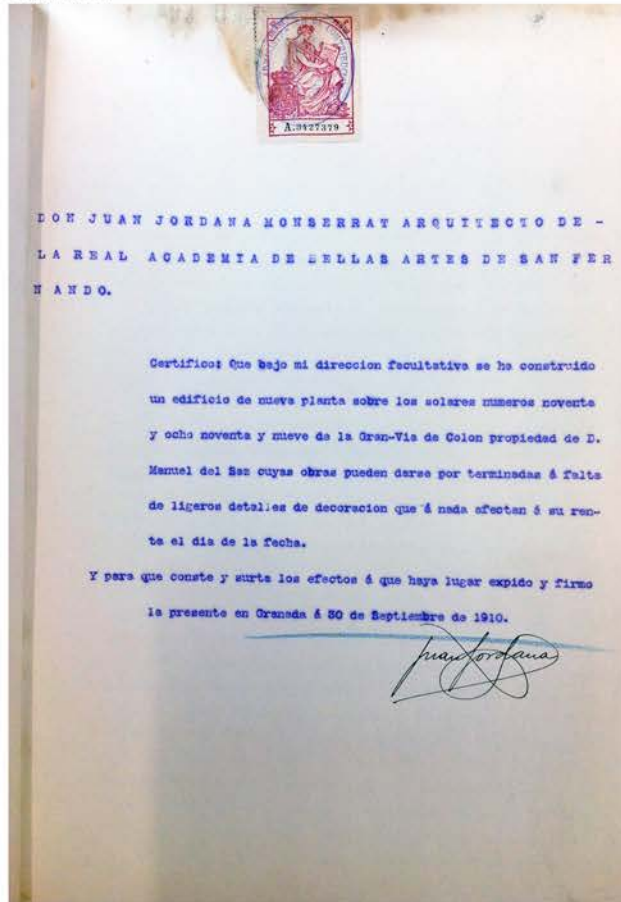 A.9427379
DON JUAN JORDANA MONSERRAT ARQUITECTO DE -
LA REAL ACADEMIA DE BELLAS ARTES DE SAN FER
NANDO.
Certifico: Que bajo mi direccion facultativa se ha construido
un edificio de nueva planta sobre los solares numeros noventa
y ocho noventa y nueve de la Gran-Via de Colon propiedad de D.
Manuel del Saz cuyas obras pueden darse por terminadas á falta
de ligeros detalles de decoracion que á nada afectan á su ren-
ta el dia de la fecha.
Y para que conste y surta los efectos á que haya lugar expido y firmo
la presente en Granada á 30 de Septiembre de 1910.
Juan Jordana